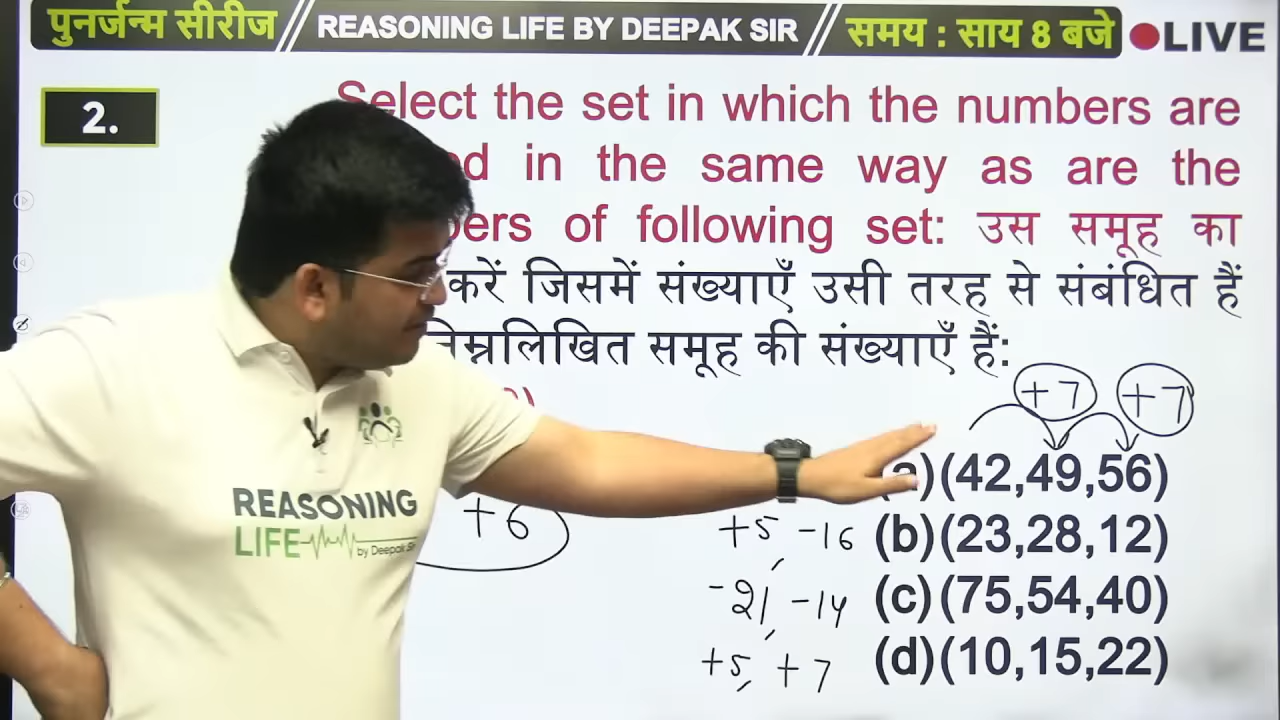 पुनर्जन्म सीरीज // REASONING LIFE BY DEEPAK SIR // समय : साय 8 बजे LIVE
2.
Select the set in which the numbers are
in the same way as are the
of following set: उस समूह का
करें जिसमें संख्याएँ उसी तरह से संबंधित हैं
समूह की संख्याएँ हैं:
+7 +7
(42,49,56)
+6
+5, -16 (b)(23,28,12)
-21, -14 (c)(75,54,40)
+5, +7 (d)(10,15,22)
REASONING
LIFE
by Deepak Sir